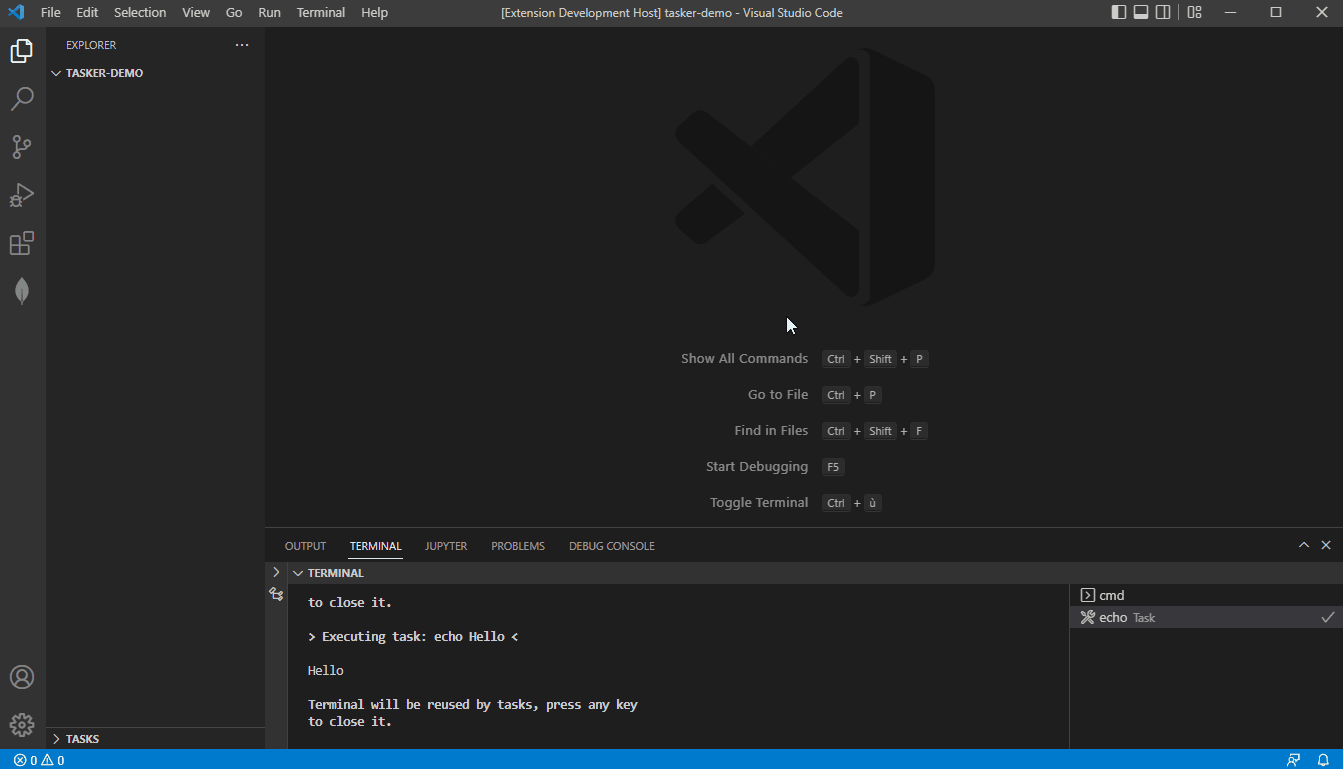 File Edit Selection View Go Run Terminal Help [Extension Development Host] tasker-demo - Visual Studio Code
EXPLORER
TASKER-DEMO
Show All Commands Ctrl + Shift + P
Go to File Ctrl + P
Find in Files Ctrl + Shift + F
Start Debugging F5
Toggle Terminal Ctrl + ù
OUTPUT TERMINAL JUPYTER PROBLEMS DEBUG CONSOLE
TERMINAL
to close it.
> Executing task: echo Hello <
Hello
Terminal will be reused by tasks, press any key
to close it.
cmd
echo Task
TASKS
0 0